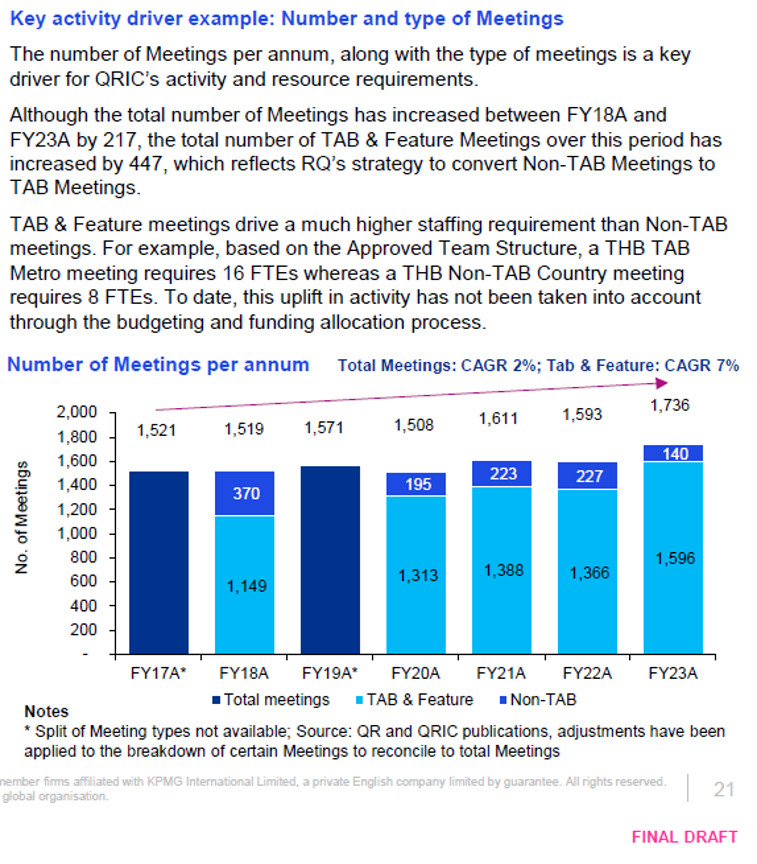 Key activity driver example: Number and type of Meetings
The number of Meetings per annum, along with the type of meetings is a key
driver for QRIC's activity and resource requirements.
Although the total number of Meetings has increased between FY18A and
FY23A by 217, the total number of TAB & Feature Meetings over this period has
increased by 447, which reflects RQ's strategy to convert Non-TAB Meetings to
TAB Meetings.
TAB & Feature meetings drive a much higher staffing requirement than Non-TAB
meetings. For example, based on the Approved Team Structure, a THB TAB
Metro meeting requires 16 FTEs whereas a THB Non-TAB Country meeting
requires 8 FTEs. To date, this uplift in activity has not been taken into account
through the budgeting and funding allocation process.
Number of Meetings per annum
Total Meetings: CAGR 2%; Tab & Feature: CAGR 7%
No. of Meetings
2,000
1,800
1,600
1,400
1,200
1,000
800
600
400
200
-
1,521
1,519
1,571
1,508
1,611
1,593
1,736
370
195
223
227
140
1,149
1,313
1,388
1,366
1,596
FY17A* FY18A FY19A* FY20A FY21A FY22A FY23A
Total meetings TAB & Feature Non-TAB
Notes
* Split of Meeting types not available; Source: QR and QRIC publications, adjustments have been
applied to the breakdown of certain Meetings to reconcile to total Meetings
member firms affiliated with KPMG International Limited, a private English company limited by guarantee. All rights reserved.
global organisation.
21
FINAL DRAFT